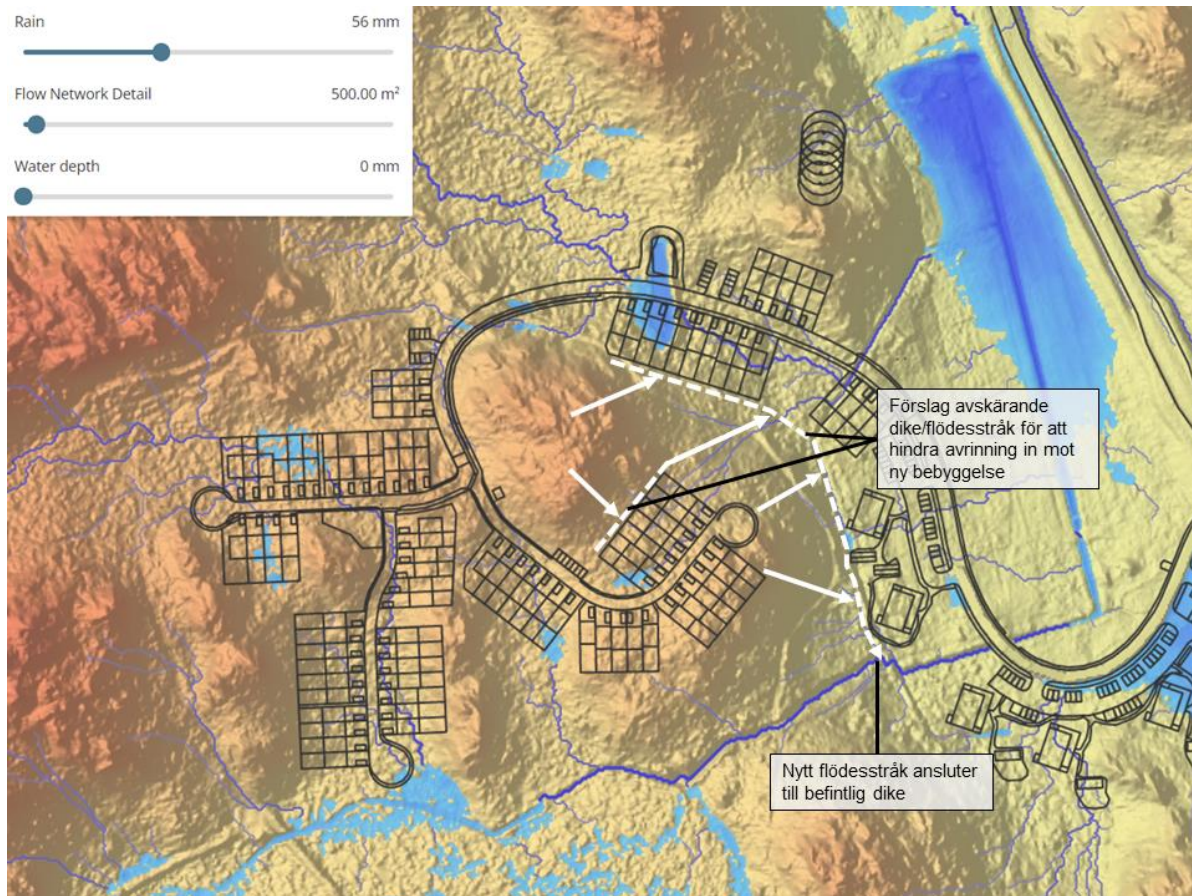 Rain 56 mm
Flow Network Detail 500.00 m²
Water depth 0 mm
Förslag avskärande
dike/flödesstråk för att
hindra avrinning in mot
ny bebyggelse
Nytt flödesstråk ansluter
till befintlig dike